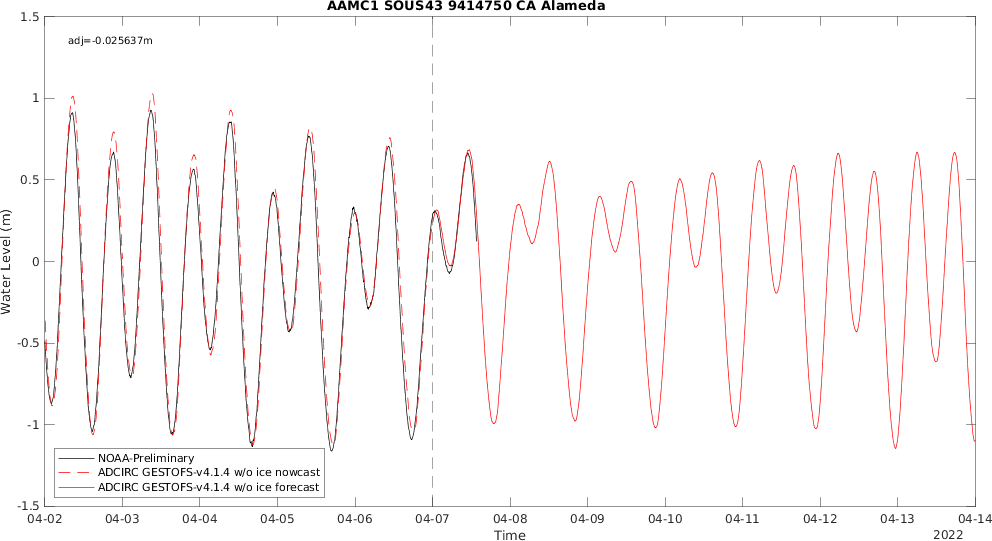 AAMC1 SOUS43 9414750 CA Alameda
adj=-0.025637m
1.5
1
0.5
0
-0.5
-1
-1.5
Water Level (m)
NOAA-Preliminary
ADCIRC GESTOFS-v4.1.4 w/o ice nowcast
ADCIRC GESTOFS-v4.1.4 w/o ice forecast
04-02 04-03 04-04 04-05 04-06 04-07 04-08 04-09 04-10 04-11 04-12 04-13 04-14
Time
2022